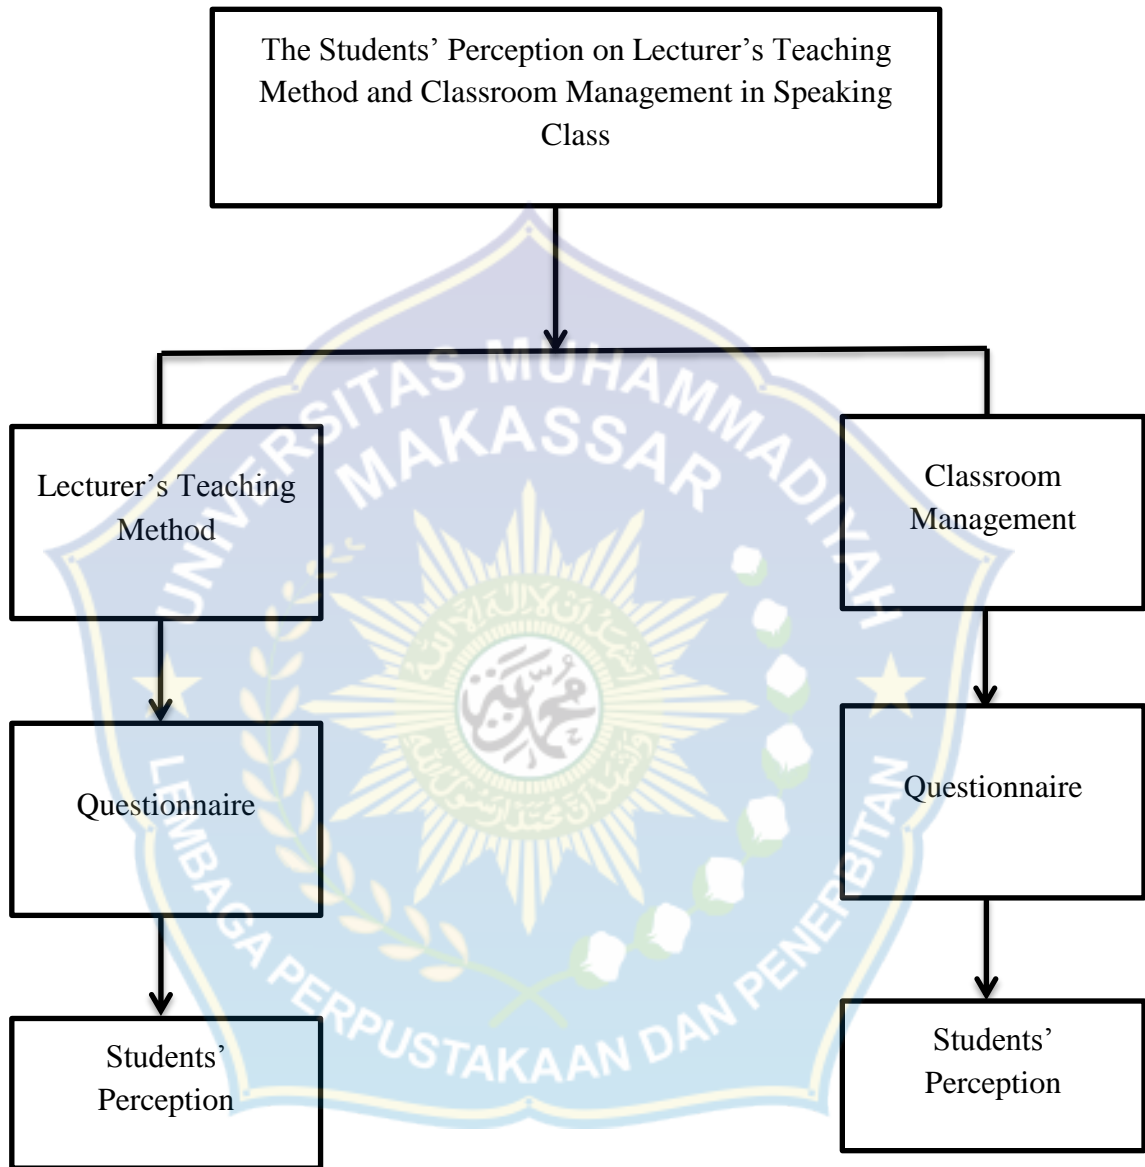 The Students’ Perception on Lecturer’s Teaching
Method and Classroom Management in Speaking
Class
UNIVERSITAS MUHAMMADIYAH
MAKASSAR
Lecturer’s Teaching
Method
Classroom
Management
محمد
Questionnaire
Questionnaire
Students’
Perception
Students’
Perception
LEMBAGA PERPUSTAKAAN DAN PENERBITAN